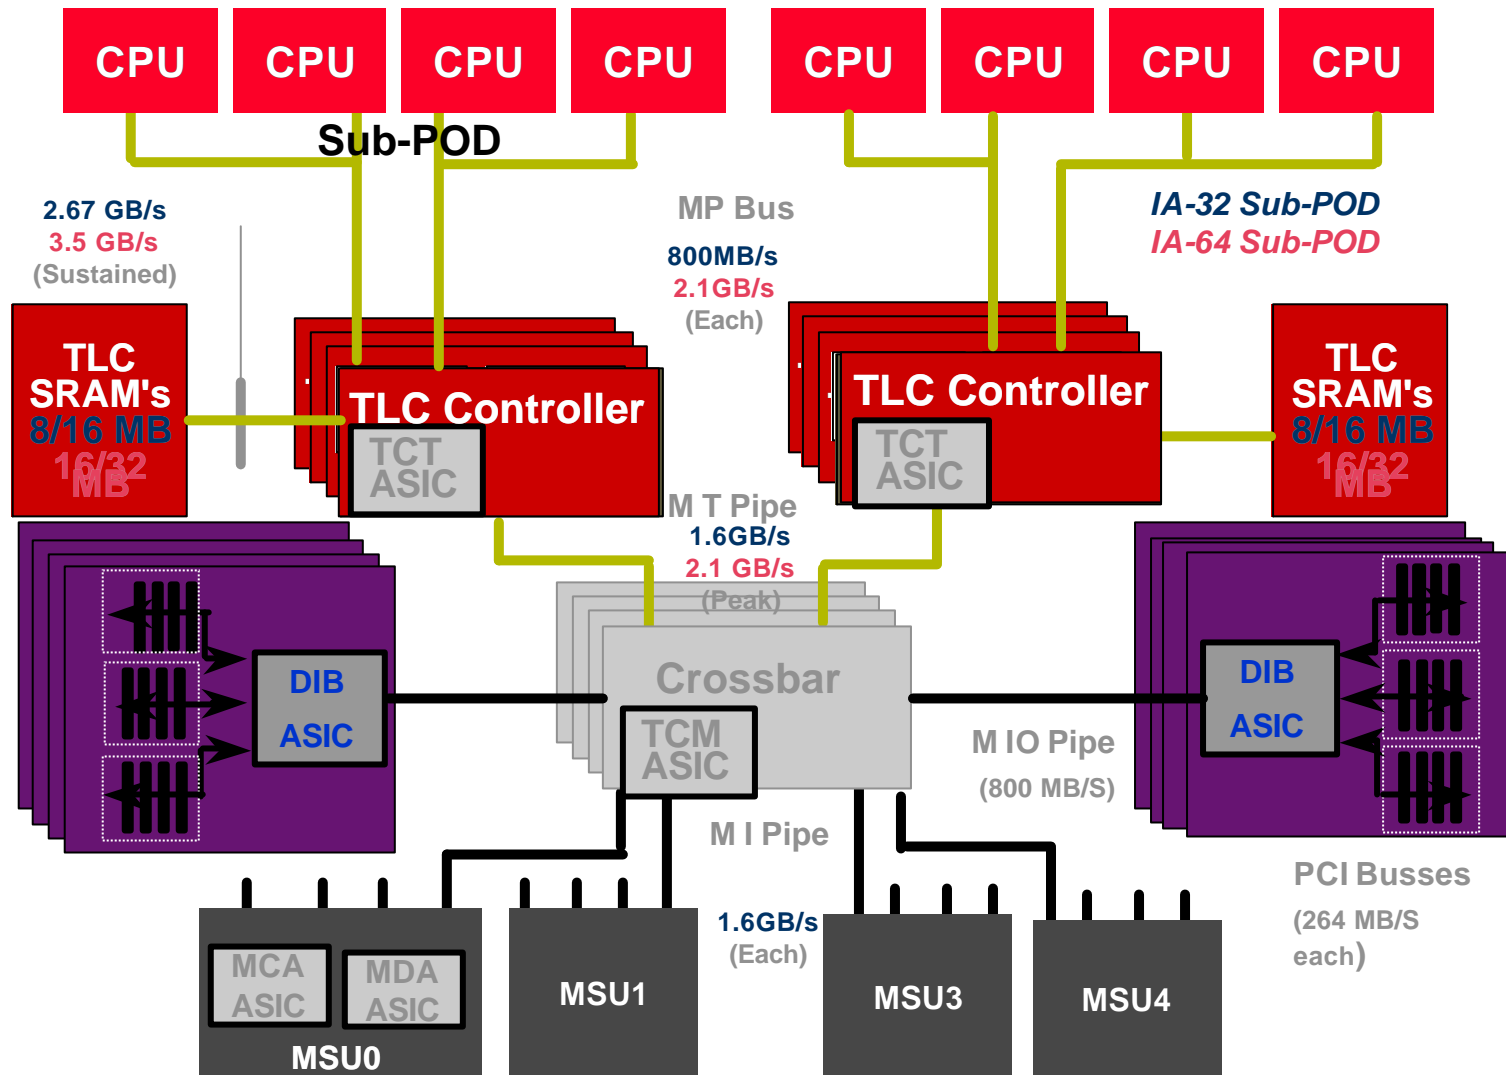 CPU CPU CPU CPU CPU CPU CPU CPU
Sub-POD
2.67 GB/s
3.5 GB/s
(Sustained)
MP Bus
800MB/s
2.1GB/s
(Each)
IA-32 Sub-POD
IA-64 Sub-POD
TLC
SRAM's
8/16 MB
16/32
MB
TLC Controller
TCT
ASIC
TLC Controller
TCT
ASIC
TLC
SRAM's
8/16 MB
16/32
MB
M T Pipe
1.6GB/s
2.1 GB/s
(Peak)
DIB
ASIC
Crossbar
TCM
ASIC
DIB
ASIC
M IO Pipe
(800 MB/S)
M I Pipe
PCI Busses
(264 MB/S
each)
MCA
ASIC
MDA
ASIC
MSU0
MSU1
1.6GB/s
(Each)
MSU3
MSU4